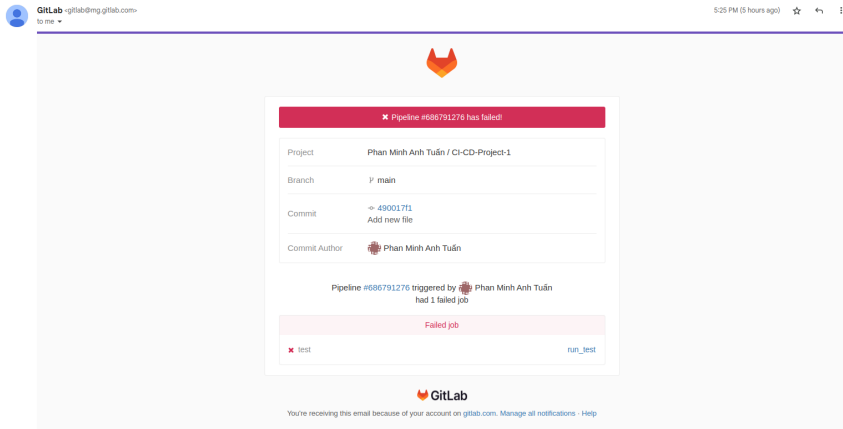 GitLab <gitlab@mg.gitlab.com>
5:25 PM (5 hours ago)
to me
Pipeline #686791276 has failed!
Project Phan Minh Anh Tuấn / CI-CD-Project-1
Branch main
Commit 490017f1
Add new file
Commit Author Phan Minh Anh Tuấn
Pipeline #686791276 triggered by Phan Minh Anh Tuấn
had 1 failed job
Failed job
test run_test
GitLab
You're receiving this email because of your account on gitlab.com. Manage all notifications · Help